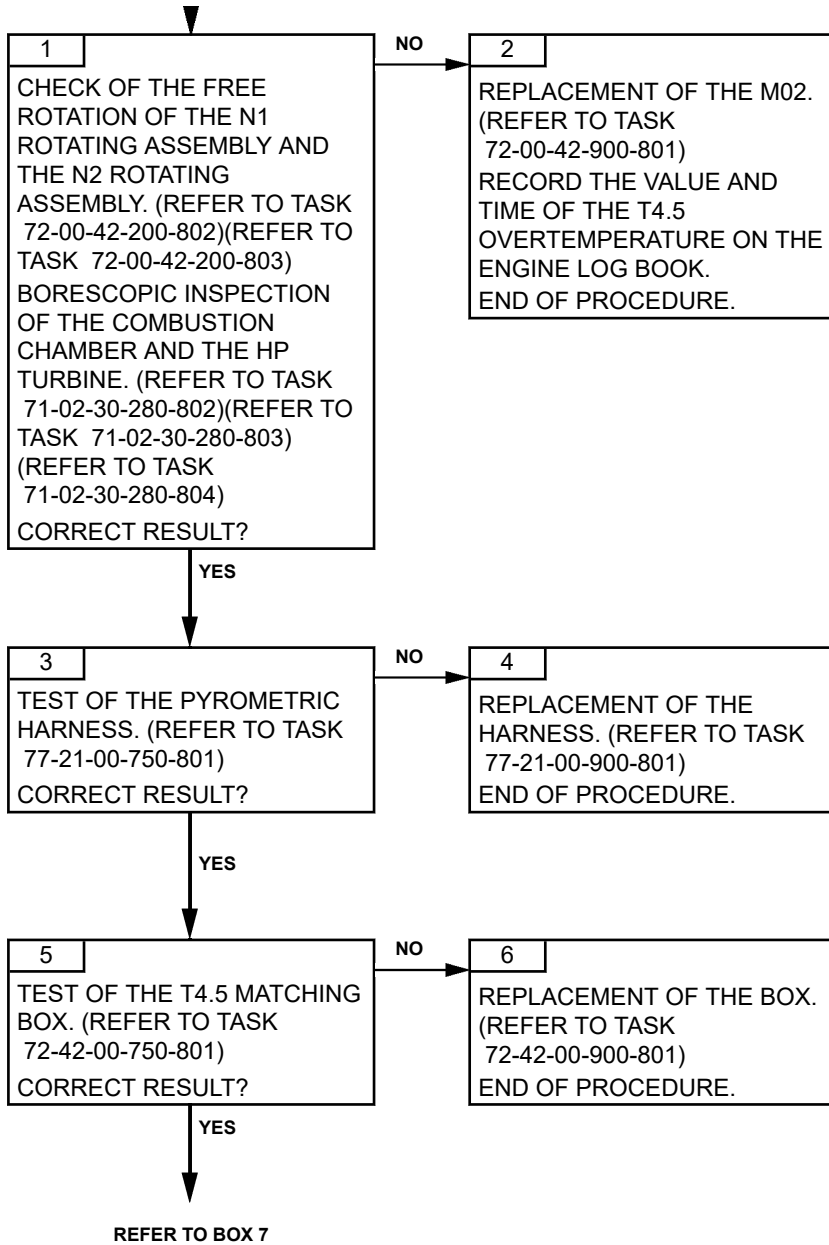 1
CHECK OF THE FREE
ROTATION OF THE N1
ROTATING ASSEMBLY AND
THE N2 ROTATING
ASSEMBLY. (REFER TO TASK
72-00-42-200-802)(REFER TO
TASK 72-00-42-200-803)
BORESCOPIC INSPECTION
OF THE COMBUSTION
CHAMBER AND THE HP
TURBINE. (REFER TO TASK
71-02-30-280-802)(REFER TO
TASK 71-02-30-280-803)
(REFER TO TASK
71-02-30-280-804)
CORRECT RESULT?
NO
2
REPLACEMENT OF THE M02.
(REFER TO TASK
72-00-42-900-801)
RECORD THE VALUE AND
TIME OF THE T4.5
OVERTEMPERATURE ON THE
ENGINE LOG BOOK.
END OF PROCEDURE.
YES
3
TEST OF THE PYROMETRIC
HARNESS. (REFER TO TASK
77-21-00-750-801)
CORRECT RESULT?
NO
4
REPLACEMENT OF THE
HARNESS. (REFER TO TASK
77-21-00-900-801)
END OF PROCEDURE.
YES
5
TEST OF THE T4.5 MATCHING
BOX. (REFER TO TASK
72-42-00-750-801)
CORRECT RESULT?
NO
6
REPLACEMENT OF THE BOX.
(REFER TO TASK
72-42-00-900-801)
END OF PROCEDURE.
YES
REFER TO BOX 7